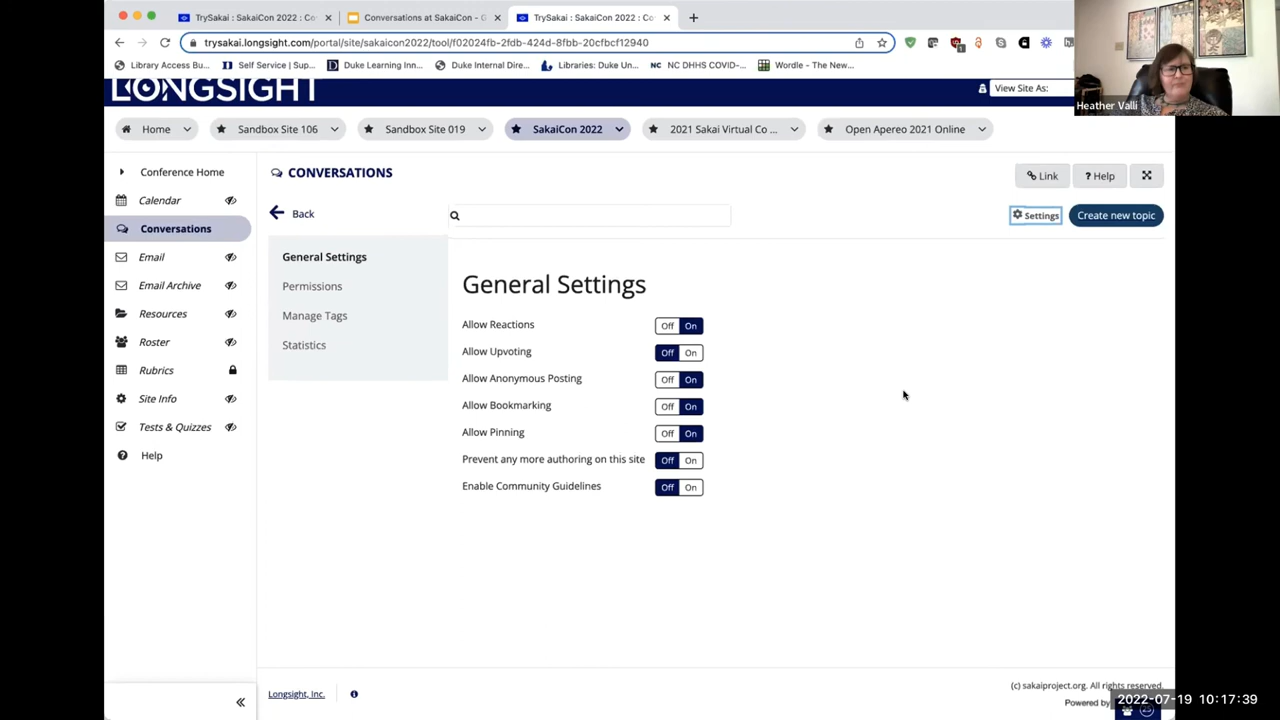 TrySakai : SakaiCon 2022 : Co
Conversations at SakaiCon - G
TrySakai : SakaiCon 2022 : Co
trysakai.longsight.com/portal/site/sakaicon2022/tool/f02024fb-2fdb-424d-8fbb-20cfbcf12940
Library Access Bu...
Self Service | Sup...
Duke Learning Inn...
Duke Internal Dire...
Libraries: Duke Un...
NC DHHS COVID-...
Wordle - The New...
Heather Valli
LONGSIGHT
View Site As:
Home
Sandbox Site 106
Sandbox Site 019
SakaiCon 2022
2021 Sakai Virtual Co ...
Open Apereo 2021 Online
Conference Home
Calendar
Conversations
Email
Email Archive
Resources
Roster
Rubrics
Site Info
Tests & Quizzes
Help
CONVERSATIONS
Link
? Help
Back
Settings
Create new topic
General Settings
Permissions
Manage Tags
Statistics
General Settings
Allow Reactions Off On
Allow Upvoting Off On
Allow Anonymous Posting Off On
Allow Bookmarking Off On
Allow Pinning Off On
Prevent any more authoring on this site Off On
Enable Community Guidelines Off On
Longsight, Inc.
(c) sakaiproject.org. All rights reserved.
Powered by
2022-07-19 10:17:39